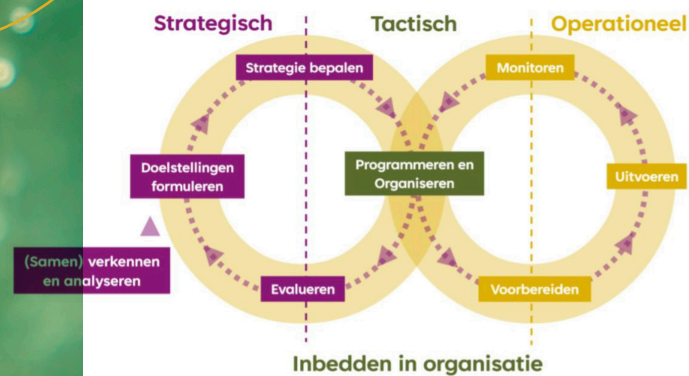 Strategisch
Tactisch
Operationeel
Strategie bepalen
Monitoren
Doelstellingen
formuleren
Programmeren en
Organiseren
Uitvoeren
(Samen) verkennen
en analyseren
Evalueren
Voorbereiden
Inbedden in organisatie